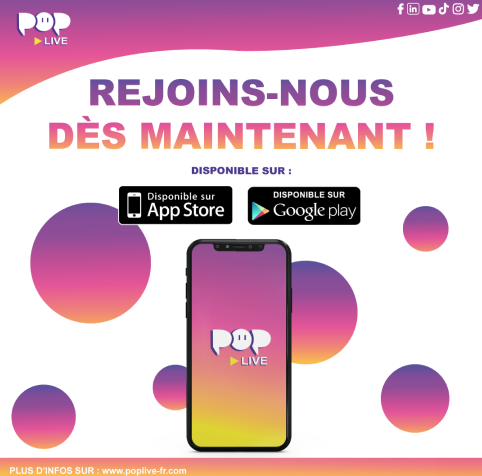 POP
LIVE
REJOINS-NOUS
DÈS MAINTENANT !
DISPONIBLE SUR :
Disponible sur
App Store
DISPONIBLE SUR
Google play
POP
LIVE
PLUS D'INFOS SUR : www.poplive-fr.com